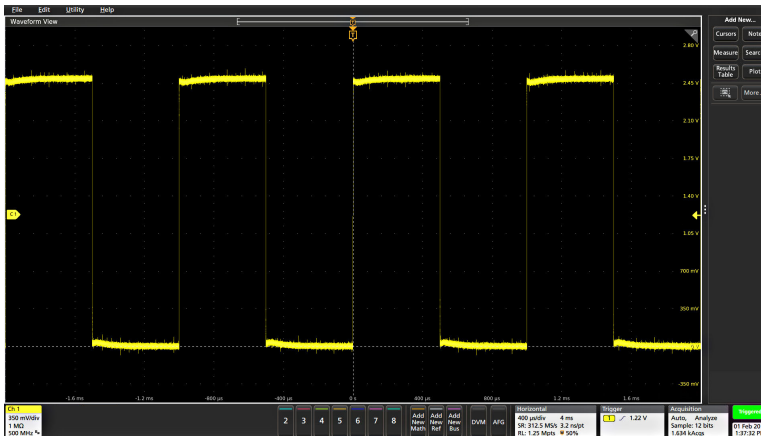 File Edit Utility Help
Waveform View
Add New...
Cursors Note
Measure Searc
Results Table Plot
More...
2.80 V
2.45 V
2.10 V
1.75 V
1.40 V
1.05 V
700 mV
350 mV
-350 mV
C1
-1.6 ms -1.2 ms -800 µs -400 µs 0 s 400 µs 800 µs 1.2 ms 1.6 ms
Ch 1
350 mV/div
1 MΩ
500 MHz
2 3 4 5 6 7 8
Add New Math
Add New Ref
Add New Bus
DVM AFG
Horizontal
400 µs/div 4 ms
SR: 312.5 MS/s 3.2 ns/pt
RL: 1.25 Mpts 50%
Trigger
1 1.22 V
Acquisition
Auto, Analyze
Sample: 12 bits
1.634 kAcqs
Triggered
01 Feb 20
1:37:32 P